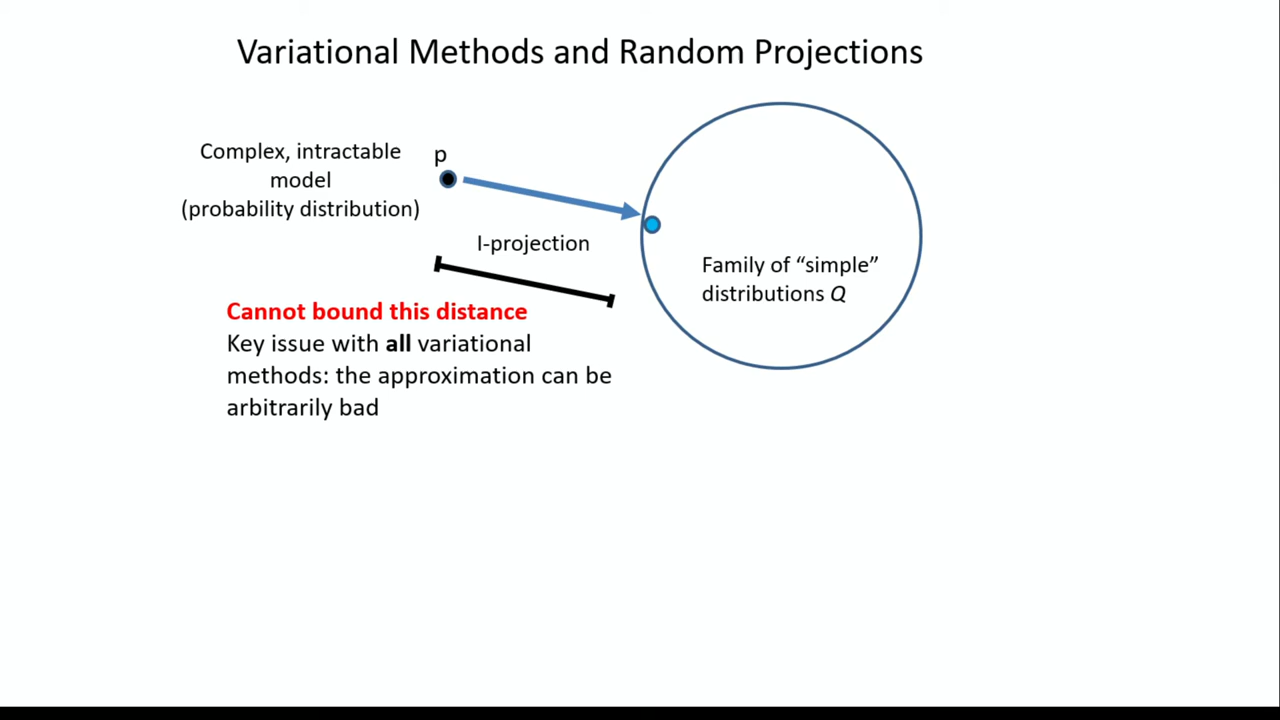 Variational Methods and Random Projections
Complex, intractable
model
(probability distribution)
p
I-projection
Family of “simple”
distributions Q
Cannot bound this distance
Key issue with all variational
methods: the approximation can be
arbitrarily bad